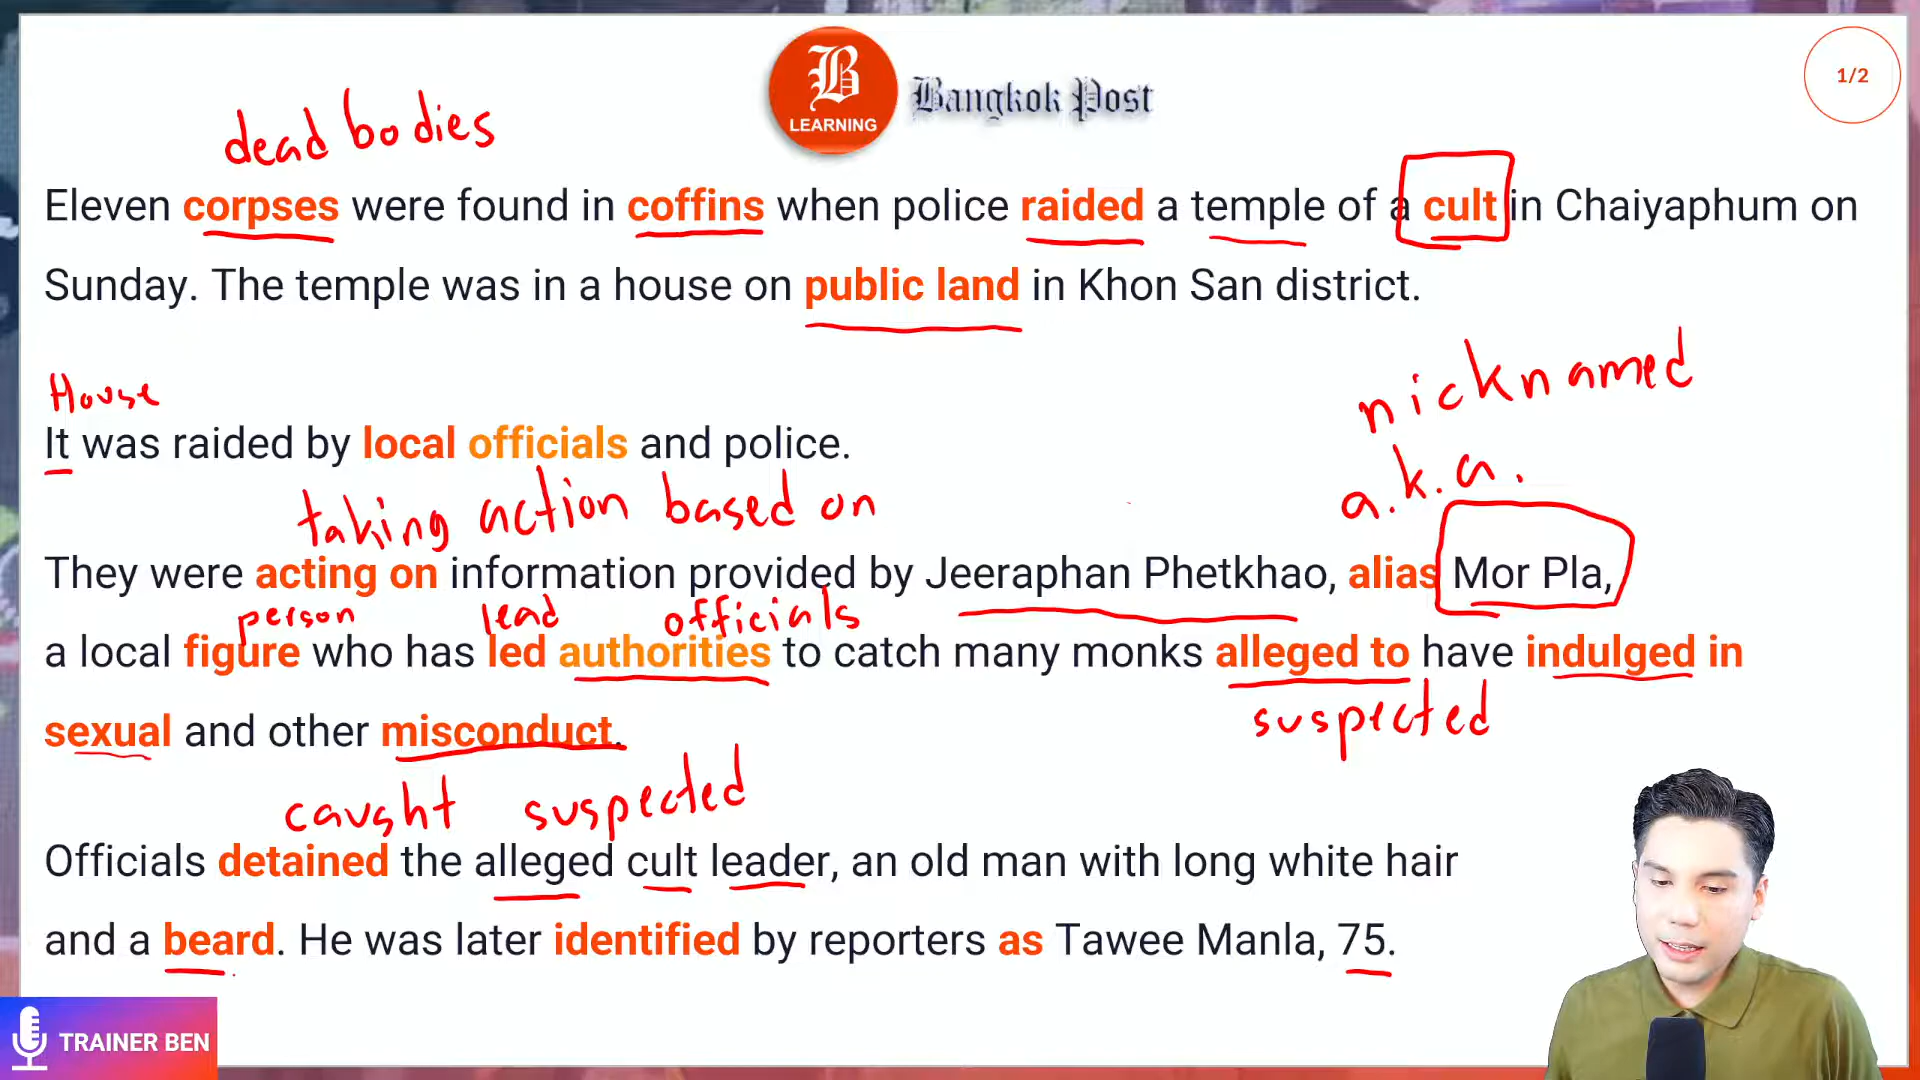 B
LEARNING
Bangkok Post
1/2
dead bodies
Eleven corpses were found in coffins when police raided a temple of a cult in Chaiyaphum on
Sunday. The temple was in a house on public land in Khon San district.
House
nicknamed
It was raided by local officials and police.
a.k.a.
taking action based on
They were acting on information provided by Jeeraphan Phetkhao, alias Mor Pla,
person lead officials
a local figure who has led authorities to catch many monks alleged to have indulged in
suspected
sexual and other misconduct.
caught suspected
Officials detained the alleged cult leader, an old man with long white hair
and a beard. He was later identified by reporters as Tawee Manla, 75.
TRAINER BEN